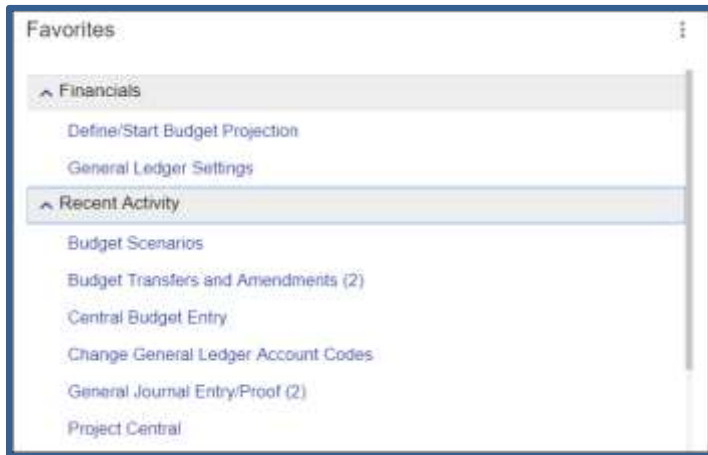 Favorites
Financials
Define/Start Budget Projection
General Ledger Settings
Recent Activity
Budget Scenarios
Budget Transfers and Amendments (2)
Central Budget Entry
Change General Ledger Account Codes
General Journal Entry/Proof (2)
Project Central